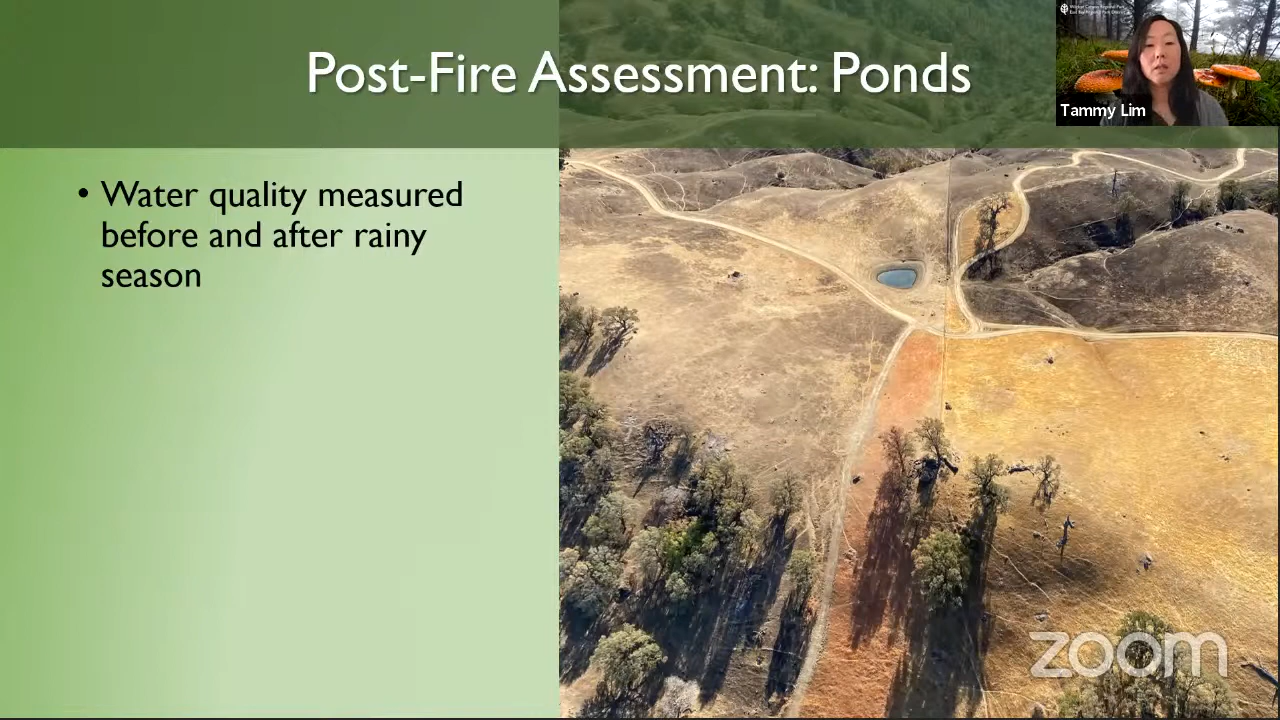 Post-Fire Assessment: Ponds
Tammy Lim
• Water quality measured
before and after rainy
season
zoom